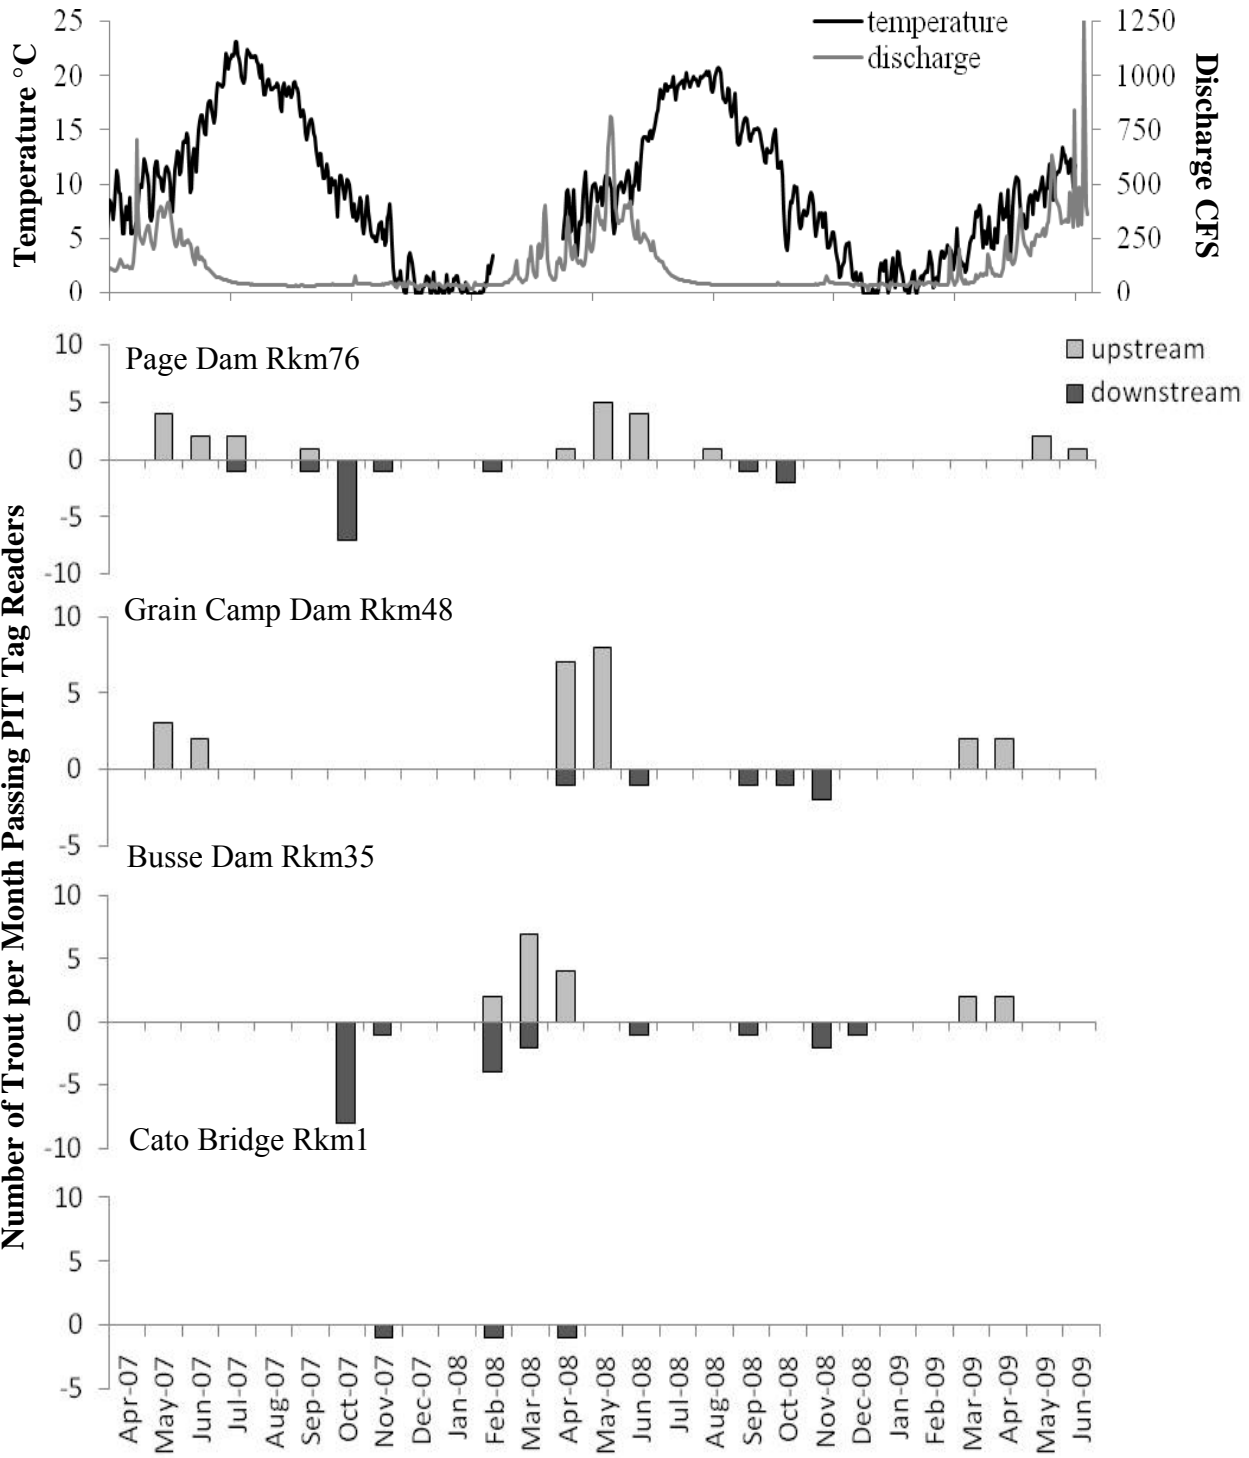 Temperature °C
25
20
15
10
5
0
temperature
discharge
1250
1000
750
500
250
0
Discharge CFS
Number of Trout per Month Passing PIT Tag Readers
Page Dam Rkm76
upstream
downstream
10
5
0
-5
-10
Grain Camp Dam Rkm48
10
5
0
-5
Busse Dam Rkm35
10
5
0
-5
-10
Cato Bridge Rkm1
10
5
0
-5
Apr-07
May-07
Jun-07
Jul-07
Aug-07
Sep-07
Oct-07
Nov-07
Dec-07
Jan-08
Feb-08
Mar-08
Apr-08
May-08
Jun-08
Jul-08
Aug-08
Sep-08
Oct-08
Nov-08
Dec-08
Jan-09
Feb-09
Mar-09
Apr-09
May-09
Jun-09